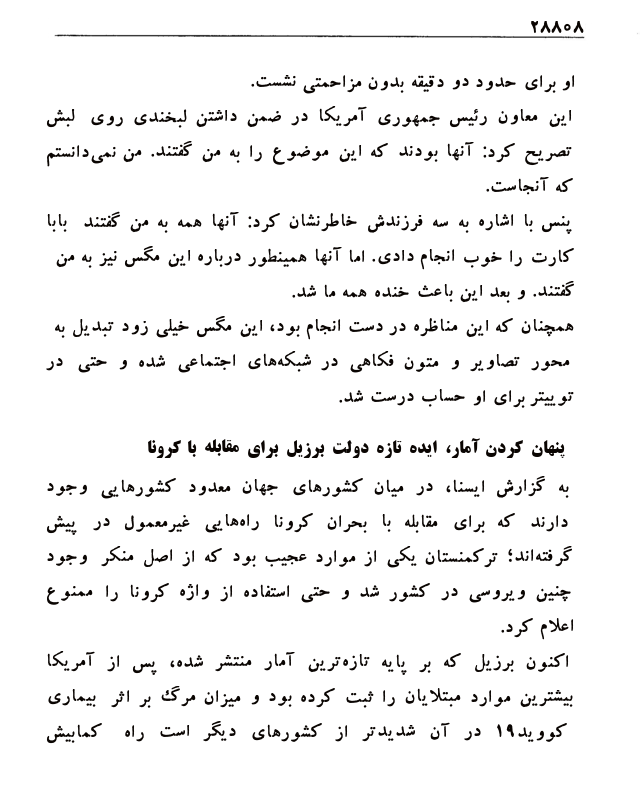 ۲۸۸۰۸
او برای حدود دو دقیقه بدون مزاحمتی نشست.
این معاون رئیس جمهوری آمریکا در ضمن داشتن لبخندی روی لبش
تصریح کرد: آنها بودند که این موضوع را به من گفتند. من نمی‌دانستم
که آنجاست.
پنس با اشاره به سه فرزندش خاطرنشان کرد: آنها همه به من گفتند بابا
کارت را خوب انجام دادی. اما آنها همینطور درباره این مگس نیز به من
گفتند. و بعد این باعث خنده همه ما شد.
همچنان که این مناظره در دست انجام بود، این مگس خیلی زود تبدیل به
محور تصاویر و متون فکاهی در شبکه‌های اجتماعی شده و حتی در
توییتر برای او حساب درست شد.
پنهان کردن آمار، ایده تازه دولت برزیل برای مقابله با کرونا
به گزارش ایسنا، در میان کشورهای جهان معدود کشورهایی وجود
دارند که برای مقابله با بحران کرونا راه‌هایی غیرمعمول در پیش
گرفته‌اند؛ ترکمنستان یکی از موارد عجیب بود که از اصل منکر وجود
چنین ویروسی در کشور شد و حتی استفاده از واژه کرونا را ممنوع
اعلام کرد.
اکنون برزیل که بر پایه تازه‌ترین آمار منتشر شده، پس از آمریکا
بیشترین موارد مبتلایان را ثبت کرده بود و میزان مرگ بر اثر بیماری
کووید۱۹ در آن شدیدتر از کشورهای دیگر است راه کمابیش